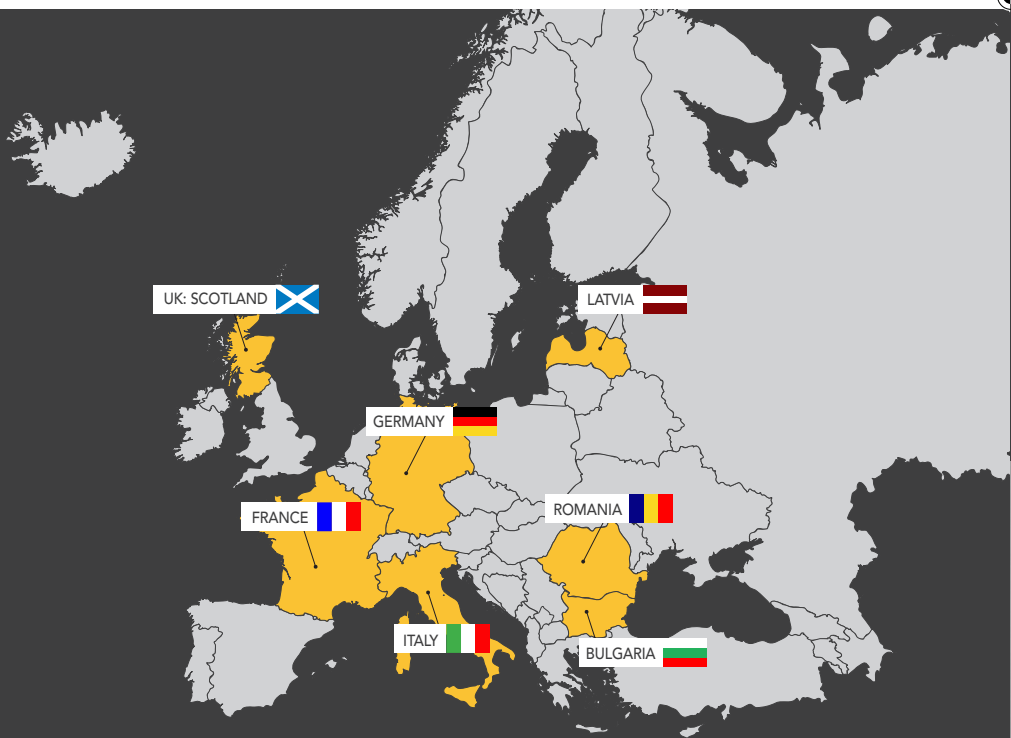 UK: SCOTLAND
LATVIA
GERMANY
ROMANIA
FRANCE
ITALY
BULGARIA